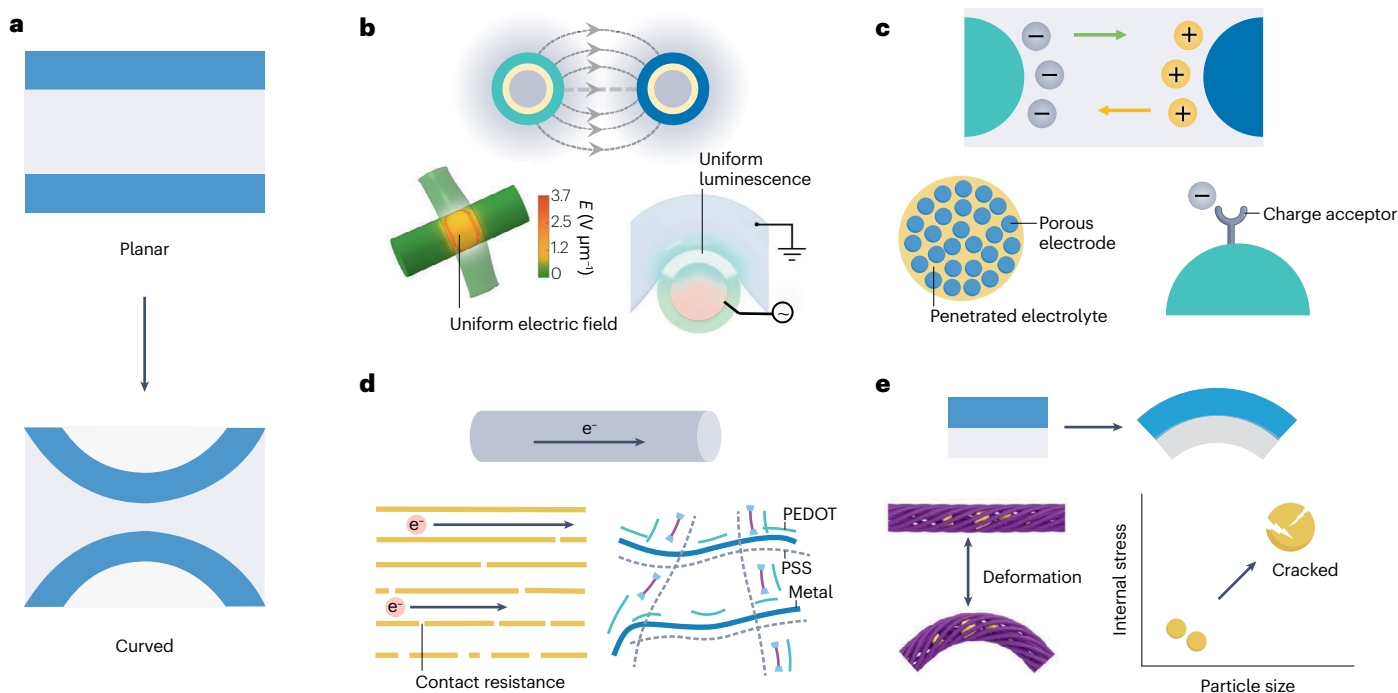 a
Planar
Curved
b
Uniform
luminescence
3.7
2.5
1.2
0
E (V μm⁻¹)
Uniform electric field
~
c
−
+
−
+
−
+
Porous
electrode
Penetrated electrolyte
−
Charge acceptor
d
e⁻
e⁻
e⁻
Contact resistance
PEDOT
PSS
Metal
e
Deformation
Internal stress
Cracked
Particle size